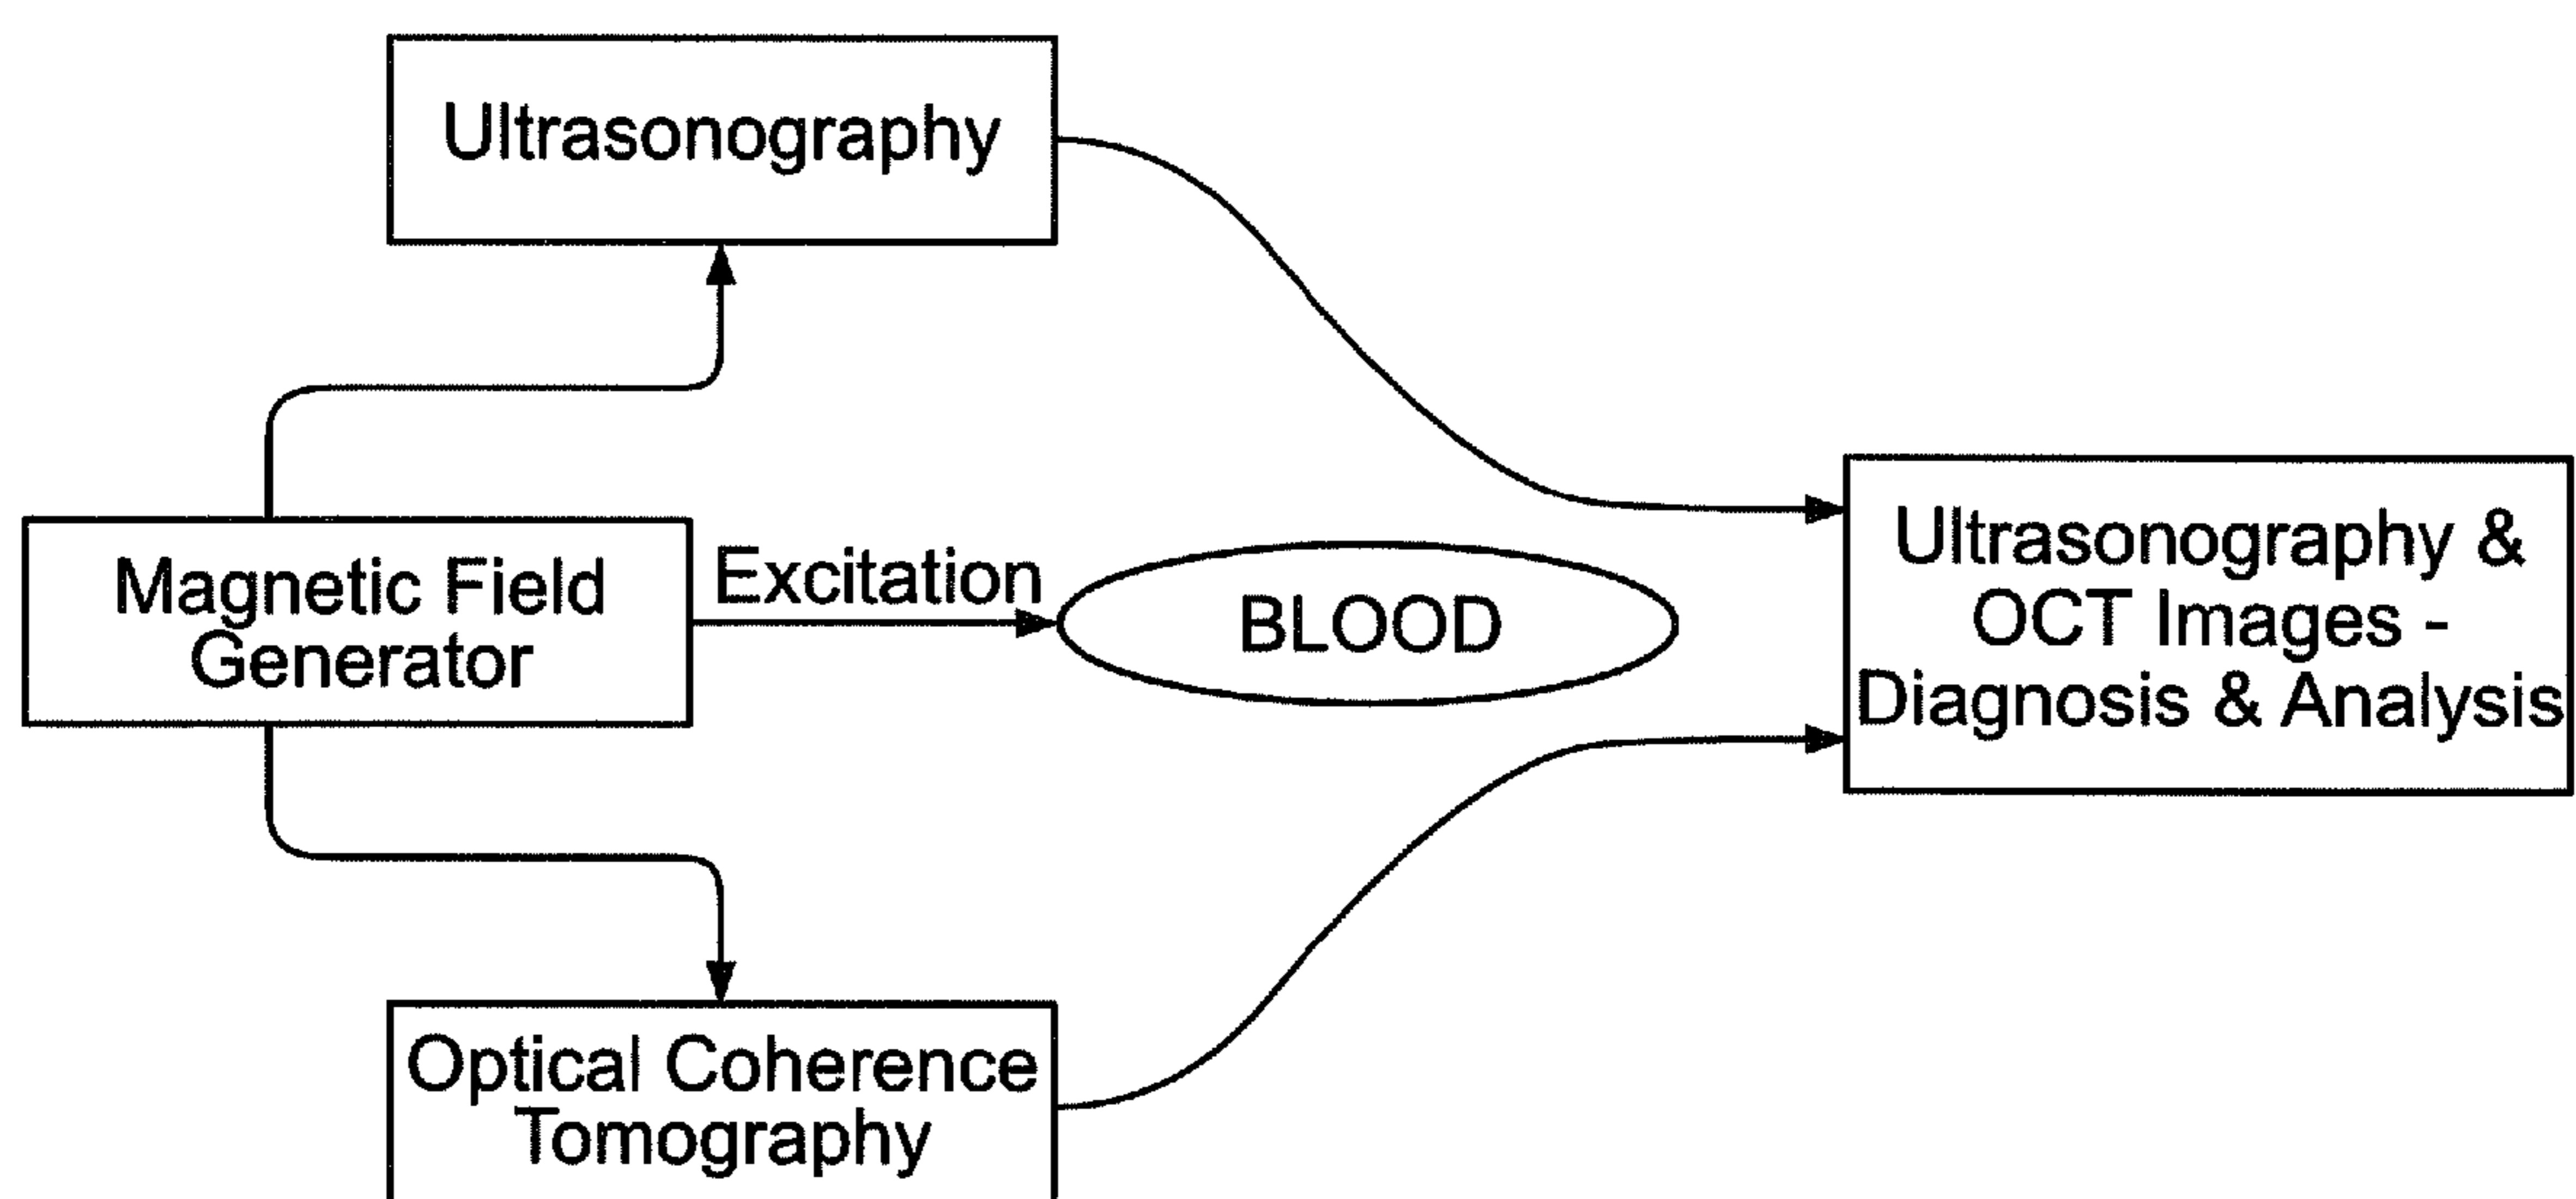 Ultrasonography
Magnetic Field
Generator
Excitation
BLOOD
Ultrasonography &
OCT Images -
Diagnosis & Analysis
Optical Coherence
Tomography